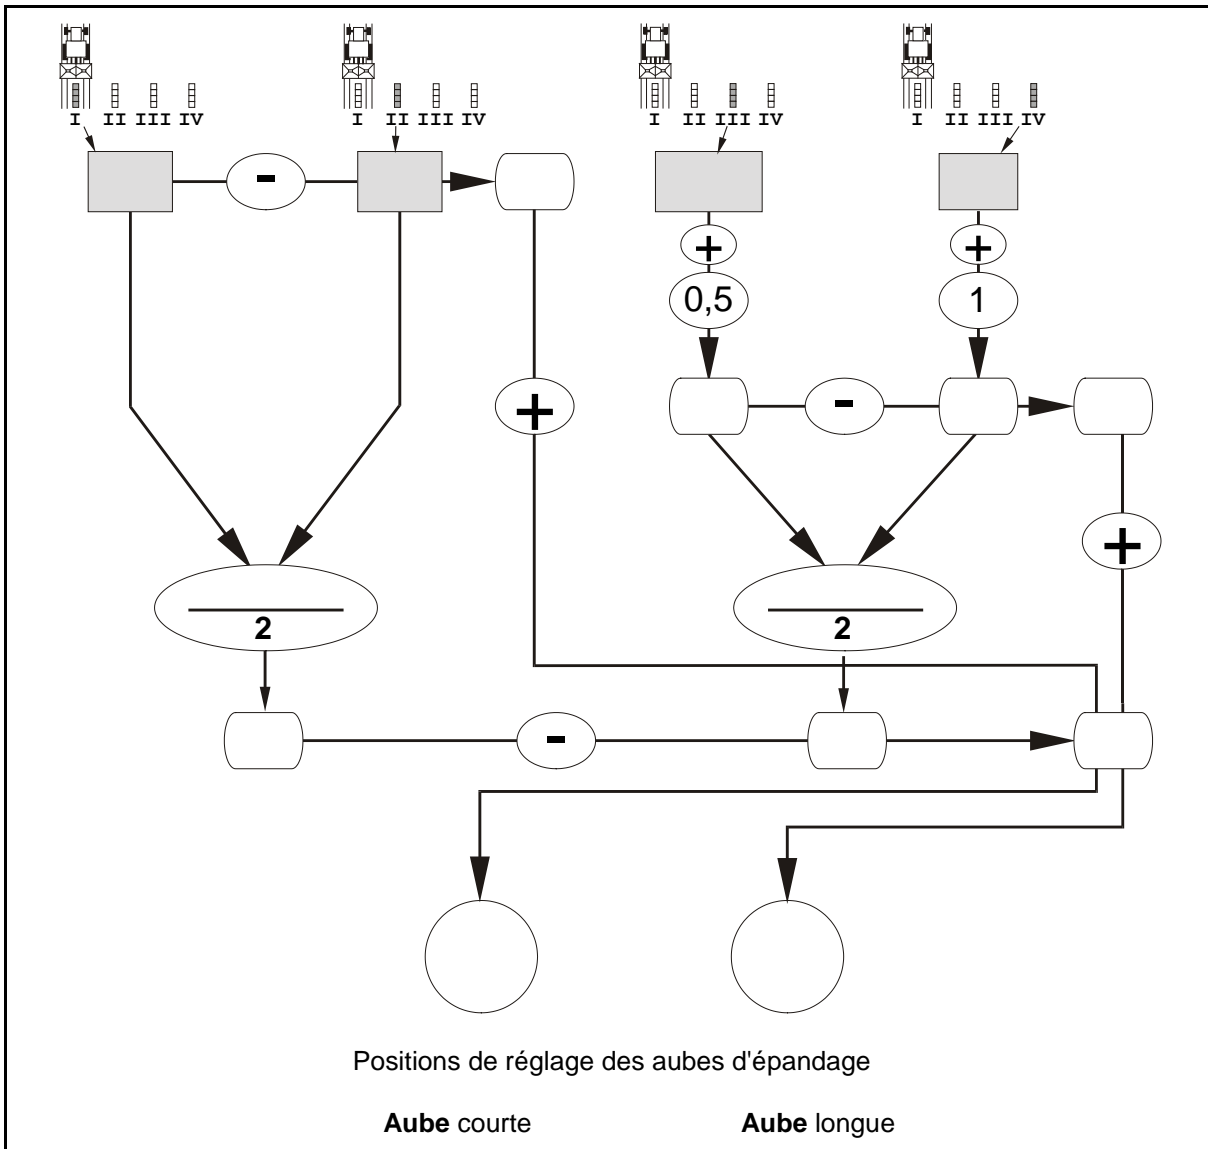 I II III IV I II III IV I II III IV I II III IV
- 
+ +
0,5 1
+ -
+
2 2
-
Positions de réglage des aubes d'épandage
Aube courte Aube longue